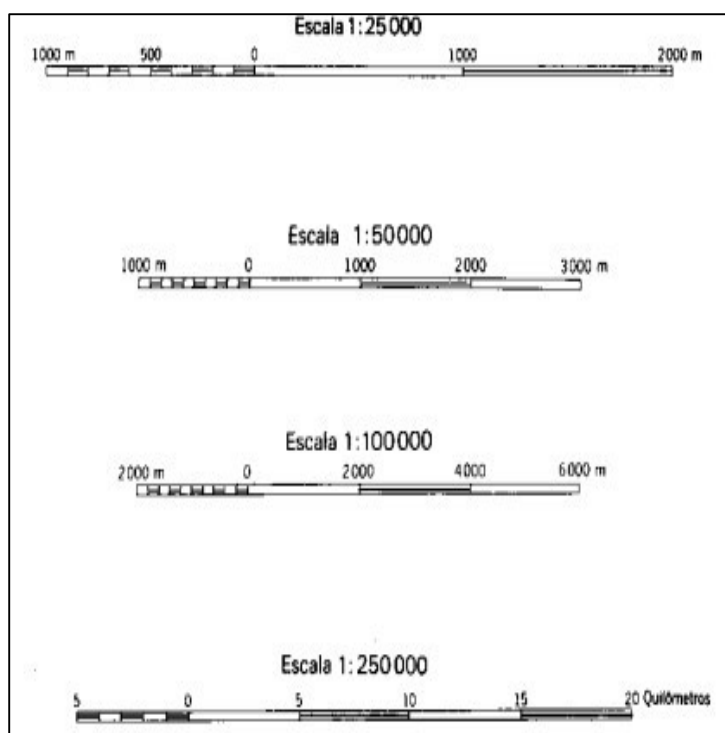 Escala 1:25000
1000 m 500 0 1000 2000 m
Escala 1:50000
1000 m 0 1000 2000 3000 m
Escala 1:100000
2000 m 0 2000 4000 6000 m
Escala 1:250000
5 0 5 10 15 20 Quilômetros